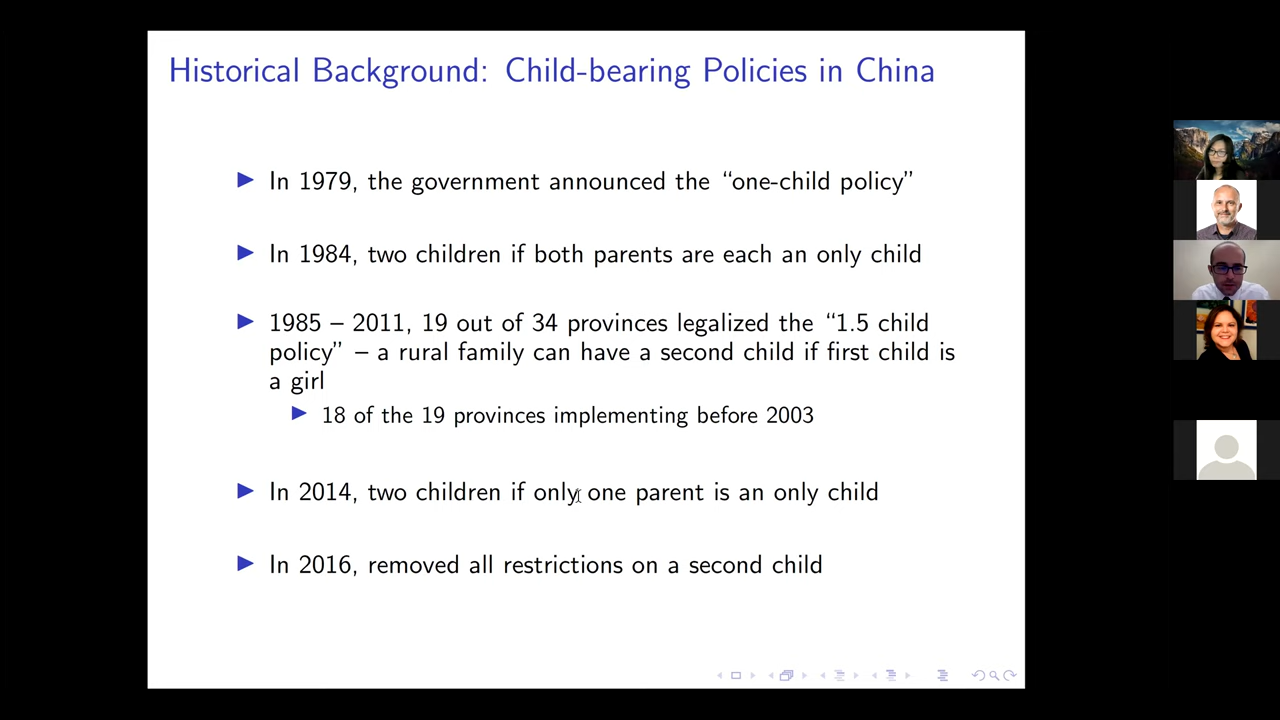 Historical Background: Child-bearing Policies in China
In 1979, the government announced the “one-child policy”
In 1984, two children if both parents are each an only child
1985 – 2011, 19 out of 34 provinces legalized the “1.5 child
policy” – a rural family can have a second child if first child is
a girl
18 of the 19 provinces implementing before 2003
In 2014, two children if only one parent is an only child
In 2016, removed all restrictions on a second child